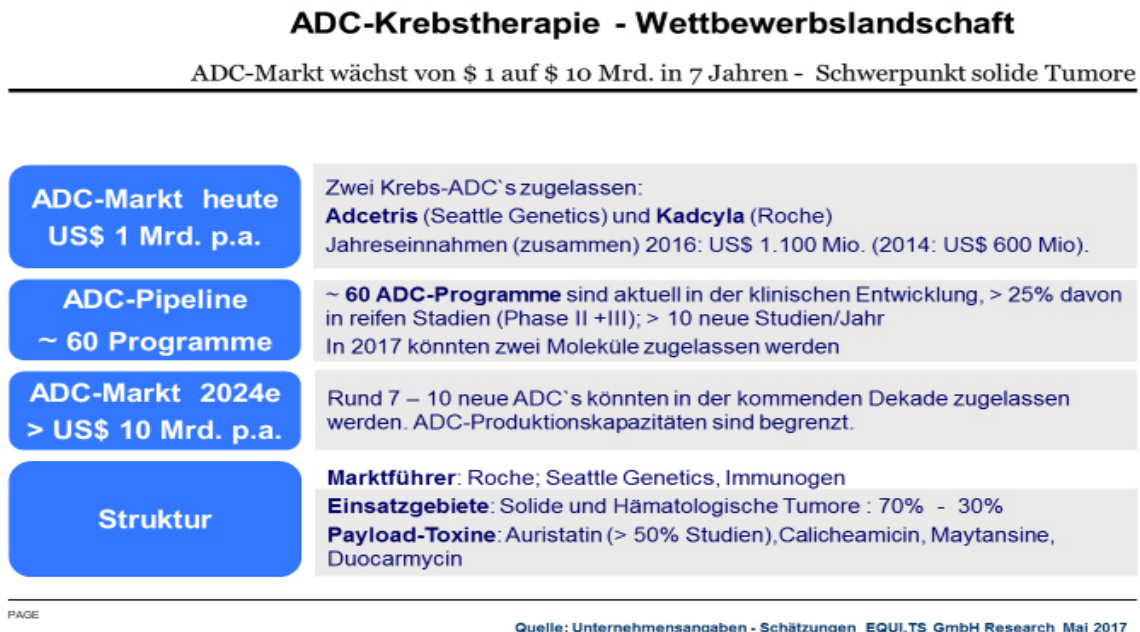 ADC-Krebstherapie - Wettbewerbslandschaft
ADC-Markt wächst von $ 1 auf $ 10 Mrd. in 7 Jahren - Schwerpunkt solide Tumore
ADC-Markt heute
US$ 1 Mrd. p.a.
Zwei Krebs-ADC`s zugelassen:
Adcetris (Seattle Genetics) und Kadcyla (Roche)
Jahreseinnahmen (zusammen) 2016: US$ 1.100 Mio. (2014: US$ 600 Mio).
ADC-Pipeline
~ 60 Programme
~ 60 ADC-Programme sind aktuell in der klinischen Entwicklung, > 25% davon
in reifen Stadien (Phase II +III); > 10 neue Studien/Jahr
In 2017 könnten zwei Moleküle zugelassen werden
ADC-Markt 2024e
> US$ 10 Mrd. p.a.
Rund 7 – 10 neue ADC`s könnten in der kommenden Dekade zugelassen
werden. ADC-Produktionskapazitäten sind begrenzt.
Struktur
Marktführer: Roche; Seattle Genetics, Immunogen
Einsatzgebiete: Solide und Hämatologische Tumore : 70% - 30%
Payload-Toxine: Auristatin (> 50% Studien),Calicheamicin, Maytansine,
Duocarmycin
PAGE
Quelle: Unternehmensangaben - Schätzungen EQUI.TS GmbH Research Mai 2017